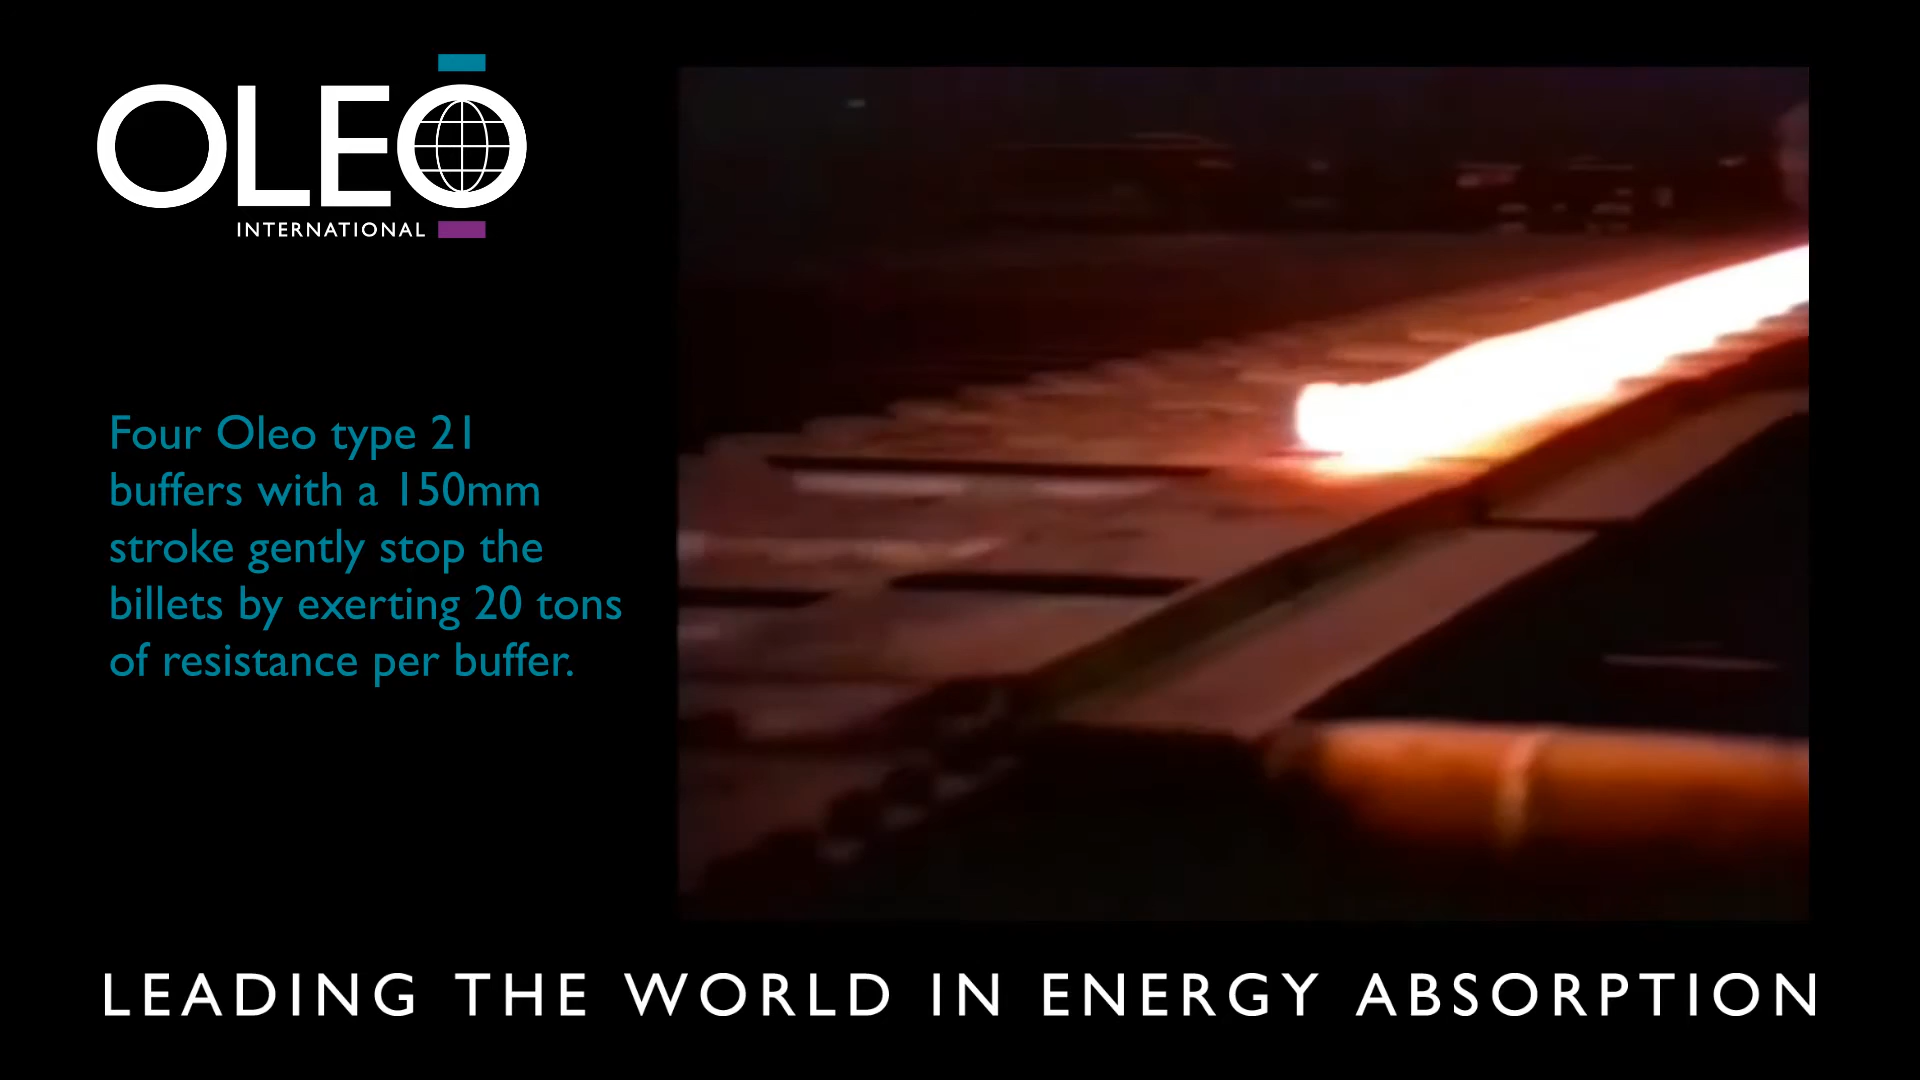 OLEO
INTERNATIONAL
Four Oleo type 21
buffers with a 150mm
stroke gently stop the
billets by exerting 20 tons
of resistance per buffer.
LEADING THE WORLD IN ENERGY ABSORPTION